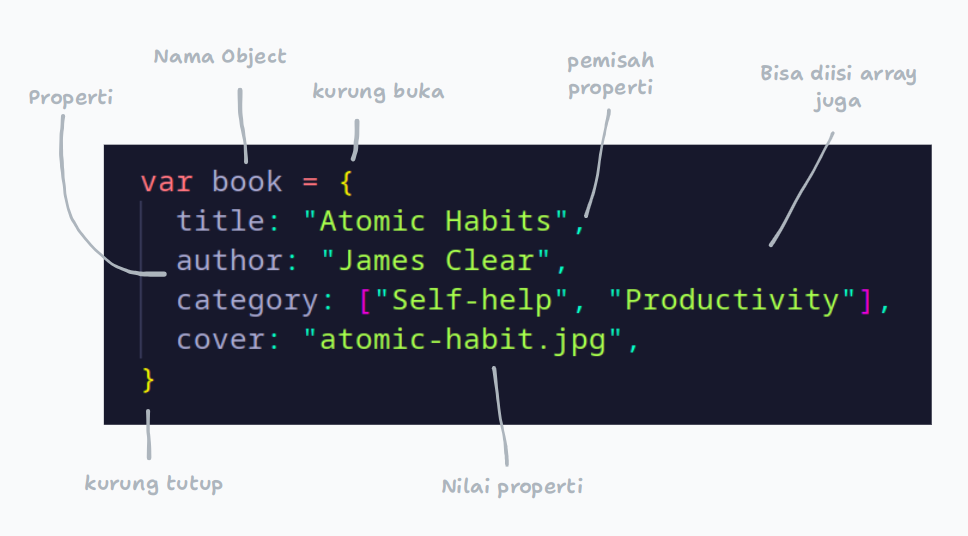 Nama Object
pemisah
properti
Bisa diisi array
juga
Properti
kurung buka
var book = {
  title: "Atomic Habits",
  author: "James Clear",
  category: ["Self-help", "Productivity"],
  cover: "atomic-habit.jpg",
}
kurung tutup
Nilai properti